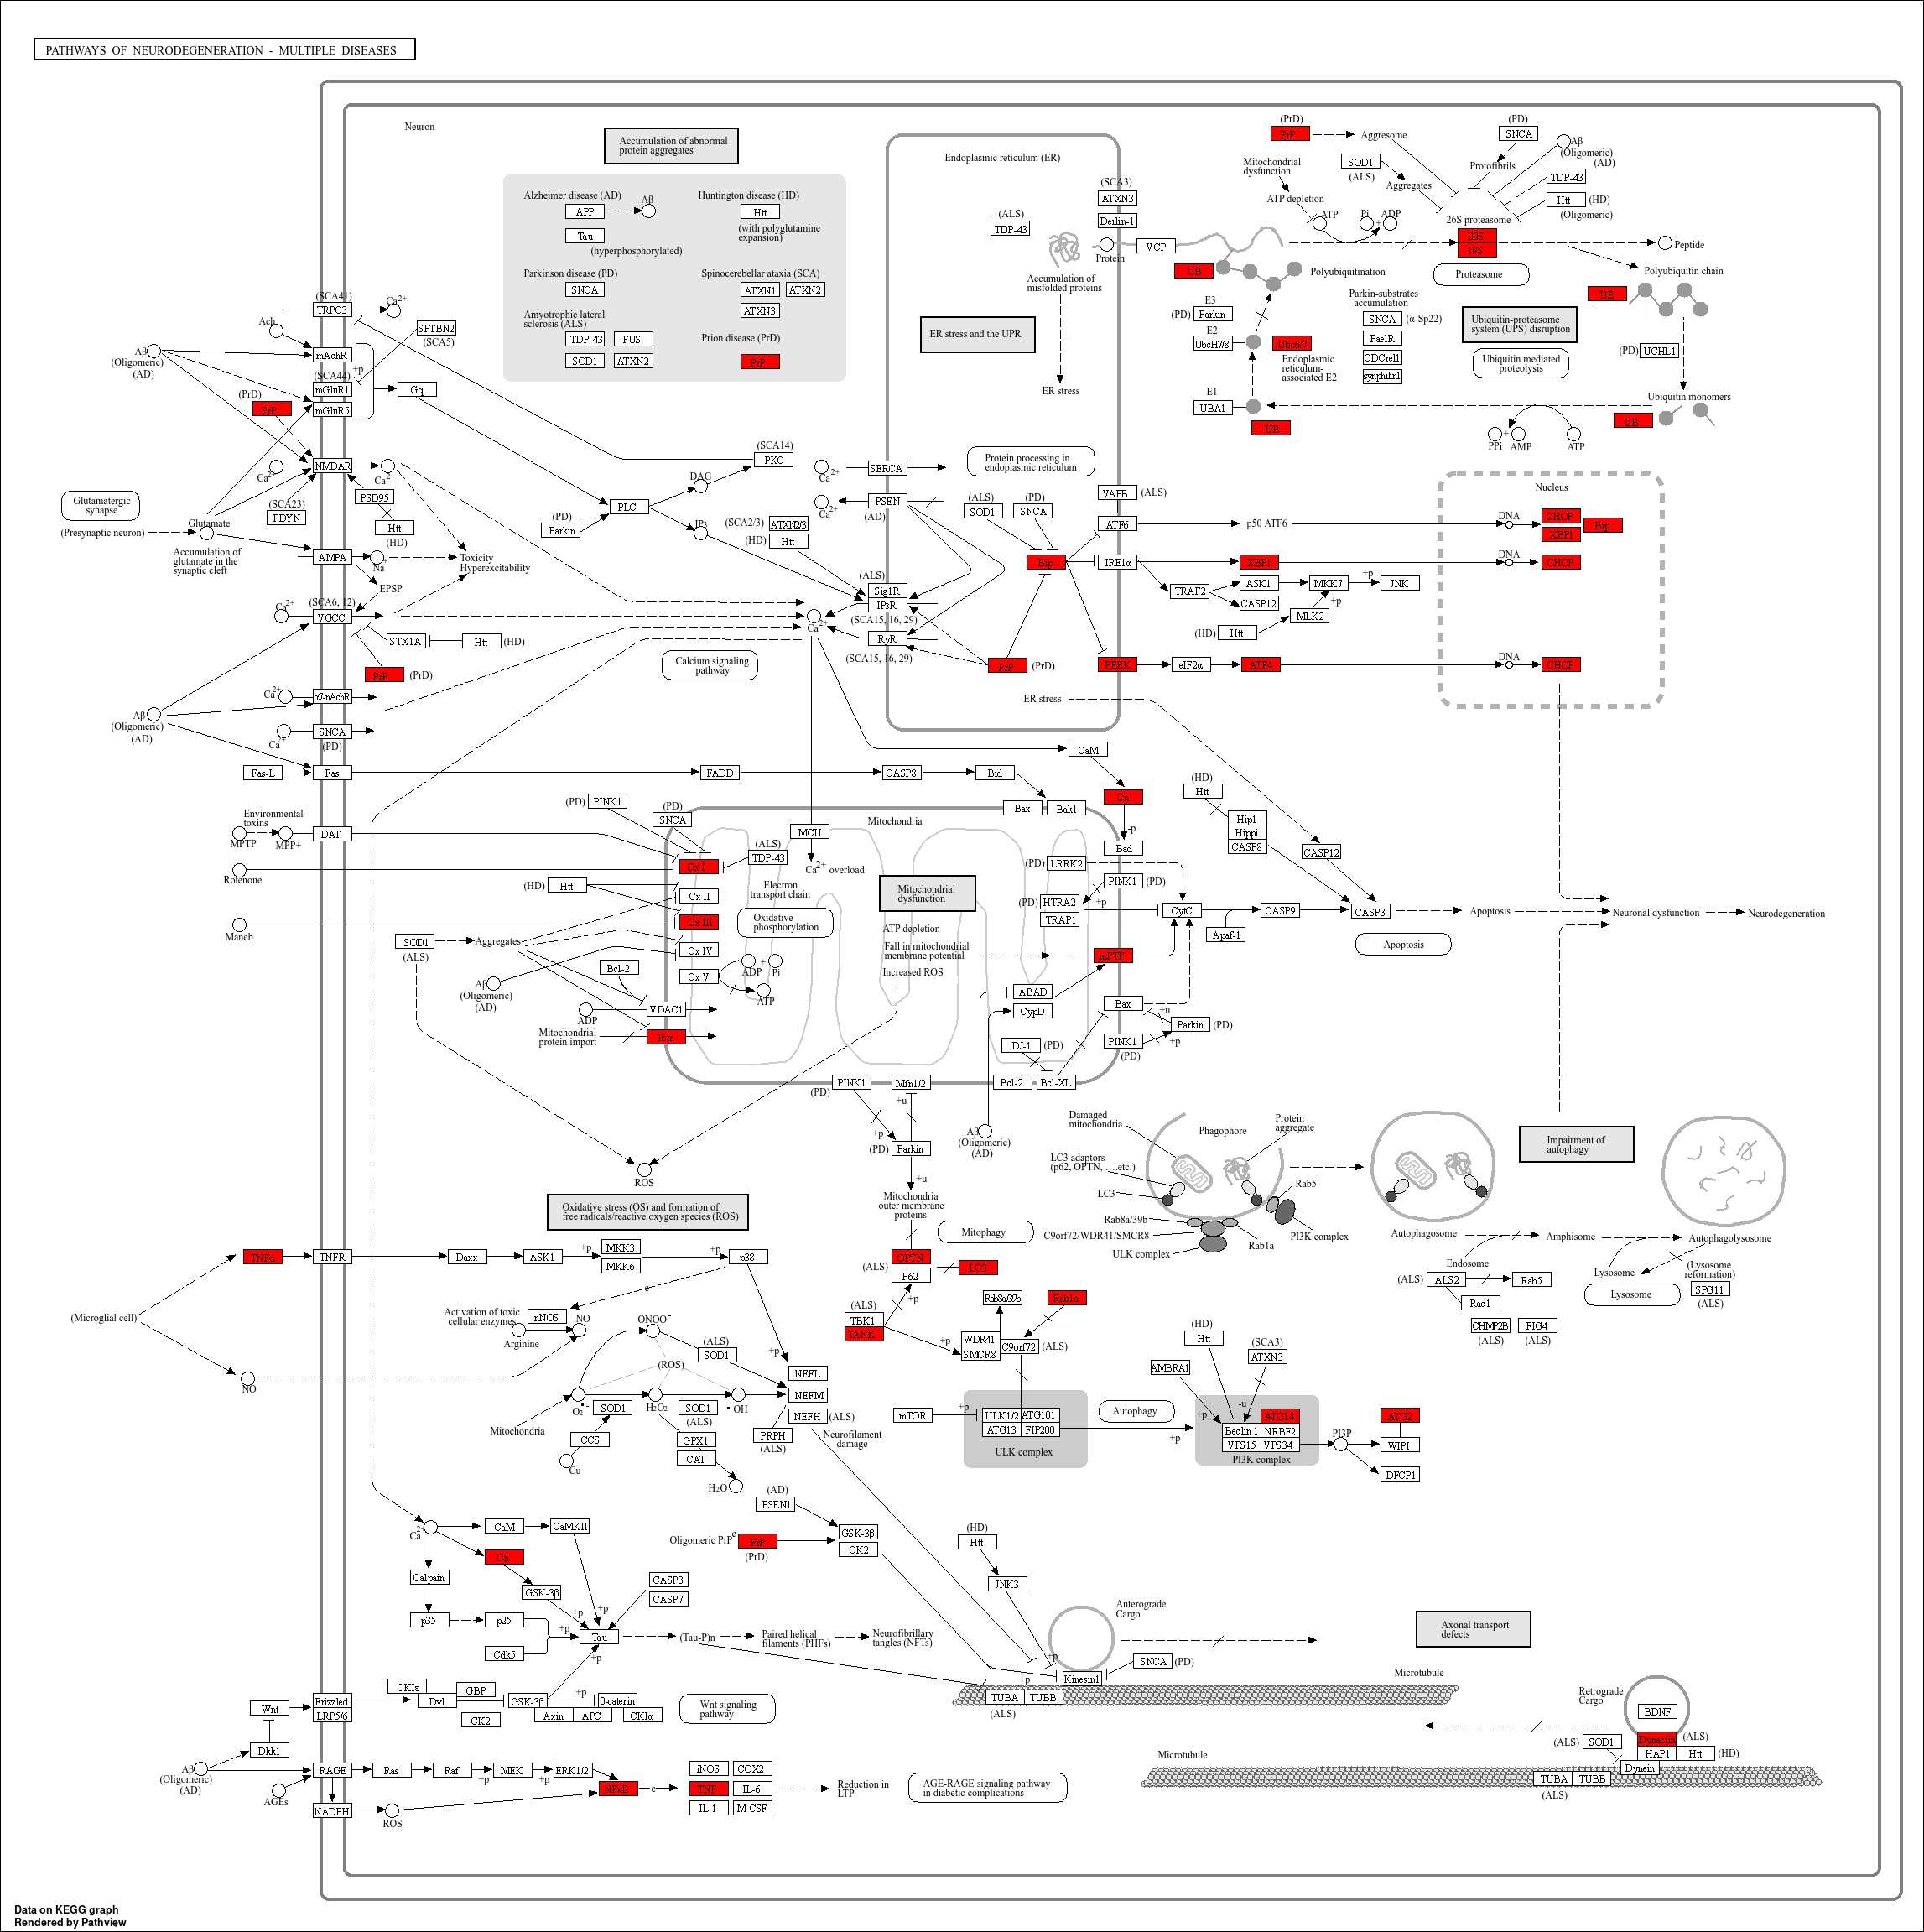 PATHWAYS OF NEURODEGENERATION - MULTIPLE DISEASES
Neuron
Accumulation of abnormal
protein aggregates
Alzheimer disease (AD)
APP
Aβ
Tau
(hyperphosphorylated)
Parkinson disease (PD)
SNCA
Amyotrophic lateral
sclerosis (ALS)
TDP-43
FUS
SOD1
ATXN2
Huntington disease (HD)
Htt
(with polyglutamine
expansion)
Spinocerebellar ataxia (SCA)
ATXN1
ATXN2
ATXN3
Prion disease (PrD)
PrP
Endoplasmic reticulum (ER)
(ALS)
TDP-43
(SCA3)
ATXN3
Derlin-1
VCP
Protein
Accumulation of
misfolded proteins
ER stress and the UPR
ER stress
Protein processing in
endoplasmic reticulum
(PrD)
PrP
Aggresome
(PD)
SNCA
Protofibrils
Aβ
(Oligomeric)
(AD)
Mitochondrial
dysfunction
SOD1
(ALS)
Aggregates
TDP-43
Htt
(HD)
(Oligomeric)
ATP depletion
ATP
Pi
+
ADP
26S proteasome
20S
19S
Peptide
Proteasome
UB
Polyubiquitination
Polyubiquitin chain
UB
E3
(PD)
Parkin
E2
UbcH7/8
Ubc6/7
Endoplasmic
reticulum-
associated E2
Parkin-substrates
accumulation
SNCA
(α-Sp22)
PaelR
CDCrel1
synphilin1
Ubiquitin-proteasome
system (UPS) disruption
Ubiquitin mediated
proteolysis
(PD)
UCHL1
E1
UBA1
UB
Ubiquitin monomers
UB
PPi
+
AMP
ATP
(SCA41)
TRPC3
Ca2+
Ach
SPTBN2
(SCA5)
Aβ
(Oligomeric)
(AD)
mAchR
+p
(SCA44)
mGluR1
mGluR5
Gq
(PrD)
PrP
NMDAR
Ca2+
Ca2+
PSD95
(SCA23)
PDYN
Htt
(HD)
Glutamatergic
synapse
(Presynaptic neuron)
Glutamate
Accumulation of
glutamate in the
synaptic cleft
AMPA
Na+
Toxicity
Hyperexcitability
EPSP
(SCA6, 12)
VGCC
Ca2+
STX1A
Htt
(HD)
PrP
(PrD)
Ca2+
α7-nAchR
Aβ
(Oligomeric)
(AD)
SNCA
(PD)
Ca2+
Fas-L
Fas
FADD
CASP8
Bid
(SCA14)
PKC
DAG
PLC
(PD)
Parkin
IP3
(SCA2/3)
ATXN2/3
(HD)
Htt
Ca2+
SERCA
Ca2+
PSEN
(AD)
(ALS)
Sig1R
IP3R
(SCA15, 16, 29)
RyR
(SCA15, 16, 29)
Ca2+
Calcium signaling
pathway
(ALS)
SOD1
(PD)
SNCA
Bip
PrP
(PrD)
VAPB
(ALS)
ATF6
p50 ATF6
IRE1α
XBP1
TRAF2
ASK1
CASP12
MKK7
+p
JNK
+p
MLK2
(HD)
Htt
PERK
eIF2α
ATF4
Nucleus
DNA
CHOP
Bip
XBP1
DNA
CHOP
DNA
CHOP
ER stress
CaM
Cn
-p
Bad
(HD)
Htt
Hip1
Hippi
CASP8
CASP12
Environmental
toxins
MPTP
MPP+
DAT
Rotenone
Maneb
(PD)
PINK1
(PD)
SNCA
MCU
Mitochondria
Bax
Bak1
Cx I
(ALS)
TDP-43
Ca2+ overload
(HD)
Htt
Cx II
Electron
transport chain
Cx III
Oxidative
phosphorylation
Cx IV
Cx V
ADP
+
Pi
ATP
SOD1
(ALS)
Aggregates
Aβ
(Oligomeric)
(AD)
Bcl-2
ADP
VDAC1
Mitochondrial
protein import
Tom
Mitochondrial
dysfunction
ATP depletion
Fall in mitochondrial
membrane potential
Increased ROS
(PD)
LRRK2
PINK1
(PD)
(PD)
HTRA2
+p
TRAP1
CytC
CASP9
CASP3
Apaf-1
Apoptosis
Neuronal dysfunction
Neurodegeneration
Apoptosis
mPTP
ABAD
CypD
Bax
+u
Parkin
(PD)
DJ-1
(PD)
PINK1
+p
(PD)
PINK1
(PD)
Mfn1/2
Bcl-2
Bcl-XL
+u
+p
(PD)
Parkin
Aβ
(Oligomeric)
(AD)
+u
Mitochondria
outer membrane
proteins
Mitophagy
ROS
Oxidative stress (OS) and formation of
free radicals/reactive oxygen species (ROS)
Damaged
mitochondria
Phagophore
Protein
aggregate
LC3 adaptors
(p62, OPTN, ....etc.)
LC3
Rab5
Rab8a/39b
C9orf72/WDR41/SMCR8
ULK complex
Rab1a
PI3K complex
Impairment of
autophagy
Autophagosome
Amphisome
Autophagolysosome
Endosome
Lysosome
(Lysosome
reformation)
(ALS)
ALS2
Rab5
Rac1
Lysosome
SPG11
(ALS)
CHMP2B
(ALS)
FIG4
(ALS)
TNFα
TNFR
Daxx
ASK1
+p
MKK3
MKK6
+p
p38
(Microglial cell)
NO
Activation of toxic
cellular enzymes
nNOS
e
NO
ONOO-
Arginine
(ALS)
SOD1
(ROS)
+p
NEFL
NEFM
NEFH
(ALS)
PRPH
(ALS)
Neurofilament
damage
O2•-
SOD1
H2O2
SOD1
(ALS)
•OH
Mitochondria
CCS
Cu
GPX1
CAT
H2O
OPTN
(ALS)
P62
LC3
+p
(ALS)
TBK1
TANK
+p
Rab8a/39b
Rab1a
WDR41
SMCR8
C9orf72
(ALS)
mTOR
+p
ULK1/2
ATG101
ATG13
FIP200
ULK complex
Autophagy
+p
(HD)
Htt
(SCA3)
ATXN3
AMBRA1
+p
-u
ATG14
Beclin 1
NRBF2
VPS15
VPS34
PI3K complex
PI3P
ATG2
WIPI
DFCP1
(AD)
PSEN1
Oligomeric PrPc
PrP
(PrD)
GSK-3β
CK2
(HD)
Htt
JNK3
Ca2+
CaM
CaMKII
Cn
Calpain
GSK-3β
CASP3
CASP7
+p
+p
p35
p25
+p
Tau
Cdk5
+p
(Tau-P)n
Paired helical
filaments (PHFs)
Neurofibrillary
tangles (NFTs)
Anterograde
Cargo
+p
+p
Kinesin1
SNCA
(PD)
TUBA
TUBB
(ALS)
Microtubule
Axonal transport
defects
Wnt
Frizzled
LRP5/6
CKIε
Dvl
GBP
CK2
GSK-3β
+p
β-catenin
Axin
APC
CKIα
Wnt signaling
pathway
Dkk1
Aβ
(Oligomeric)
(AD)
AGEs
RAGE
Ras
Raf
+p
MEK
+p
ERK1/2
NFκB
e
iNOS
COX2
TNF
IL-6
IL-1
M-CSF
Reduction in
LTP
AGE-RAGE signaling pathway
in diabetic complications
NADPH
ROS
Retrograde
Cargo
BDNF
(ALS)
SOD1
Dynactin
(ALS)
HAP1
Htt
(HD)
Dynein
Microtubule
TUBA
TUBB
(ALS)
Data on KEGG graph
Rendered by Pathview